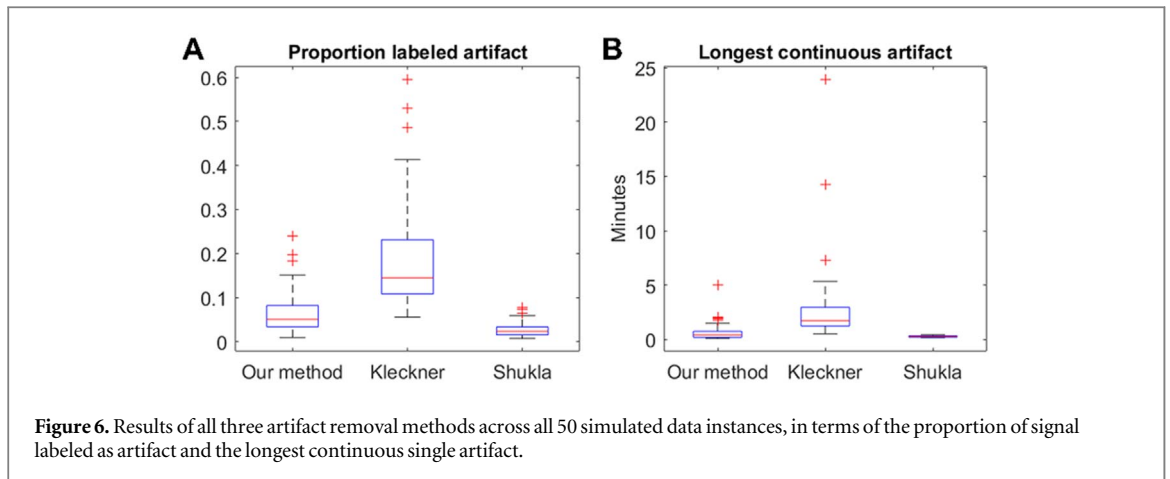 A
Proportion labeled artifact
0.6
0.5
0.4
0.3
0.2
0.1
0
Our method Kleckner Shukla
B
Longest continuous artifact
Minutes
25
20
15
10
5
0
Our method Kleckner Shukla
Figure 6. Results of all three artifact removal methods across all 50 simulated data instances, in terms of the proportion of signal
labeled as artifact and the longest continuous single artifact.